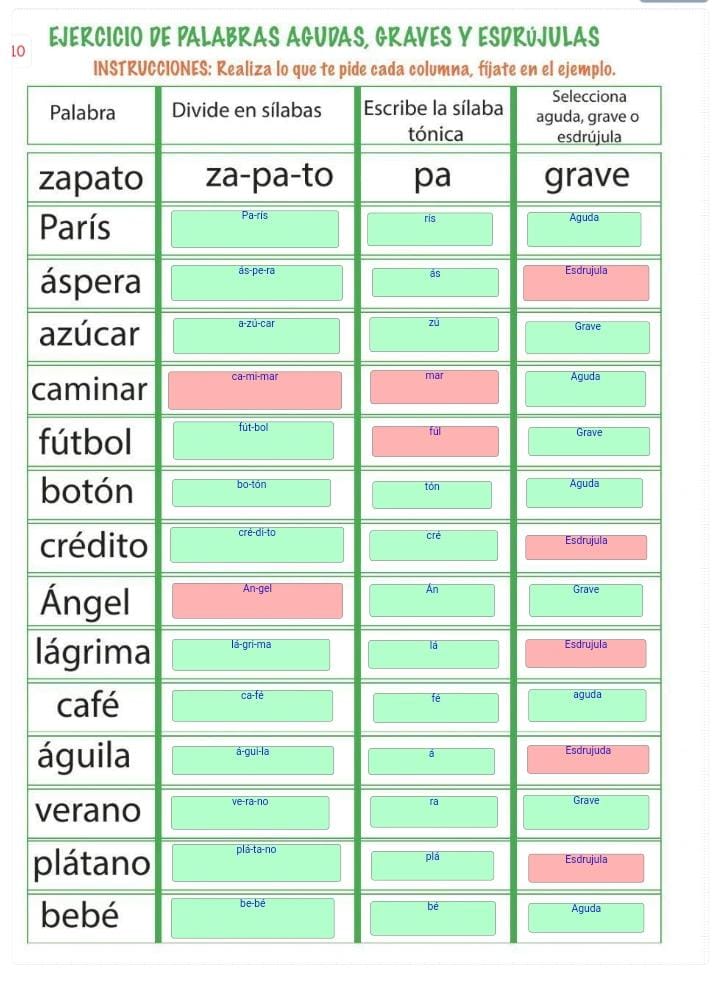 EJERCICIO DE PALABRAS AGUDAS, GRAVES Y ESDRÚJULAS
10
INSTRUCCIONES: Realiza lo que te pide cada columna, fíjate en el ejemplo.
Palabra Divide en sílabas Escribe la sílaba tónica Selecciona aguda, grave o esdrújula
zapato za-pa-to pa grave
París Pa-rís rís Aguda
áspera ás-pe-ra ás Esdrujula
azúcar a-zú-car zú Grave
caminar ca-mi-mar mar Aguda
fútbol fút-bol fúl Grave
botón bo-tón tón Aguda
crédito cré-di-to cré Esdrujula
Ángel An-gel Án Grave
lágrima lá-gri-ma lá Esdrujula
café ca-fé fé aguda
águila á-gui-la á Esdrujuda
verano ve-ra-no ra Grave
plátano plá-ta-no plá Esdrujula
bebé be-bé bé Aguda